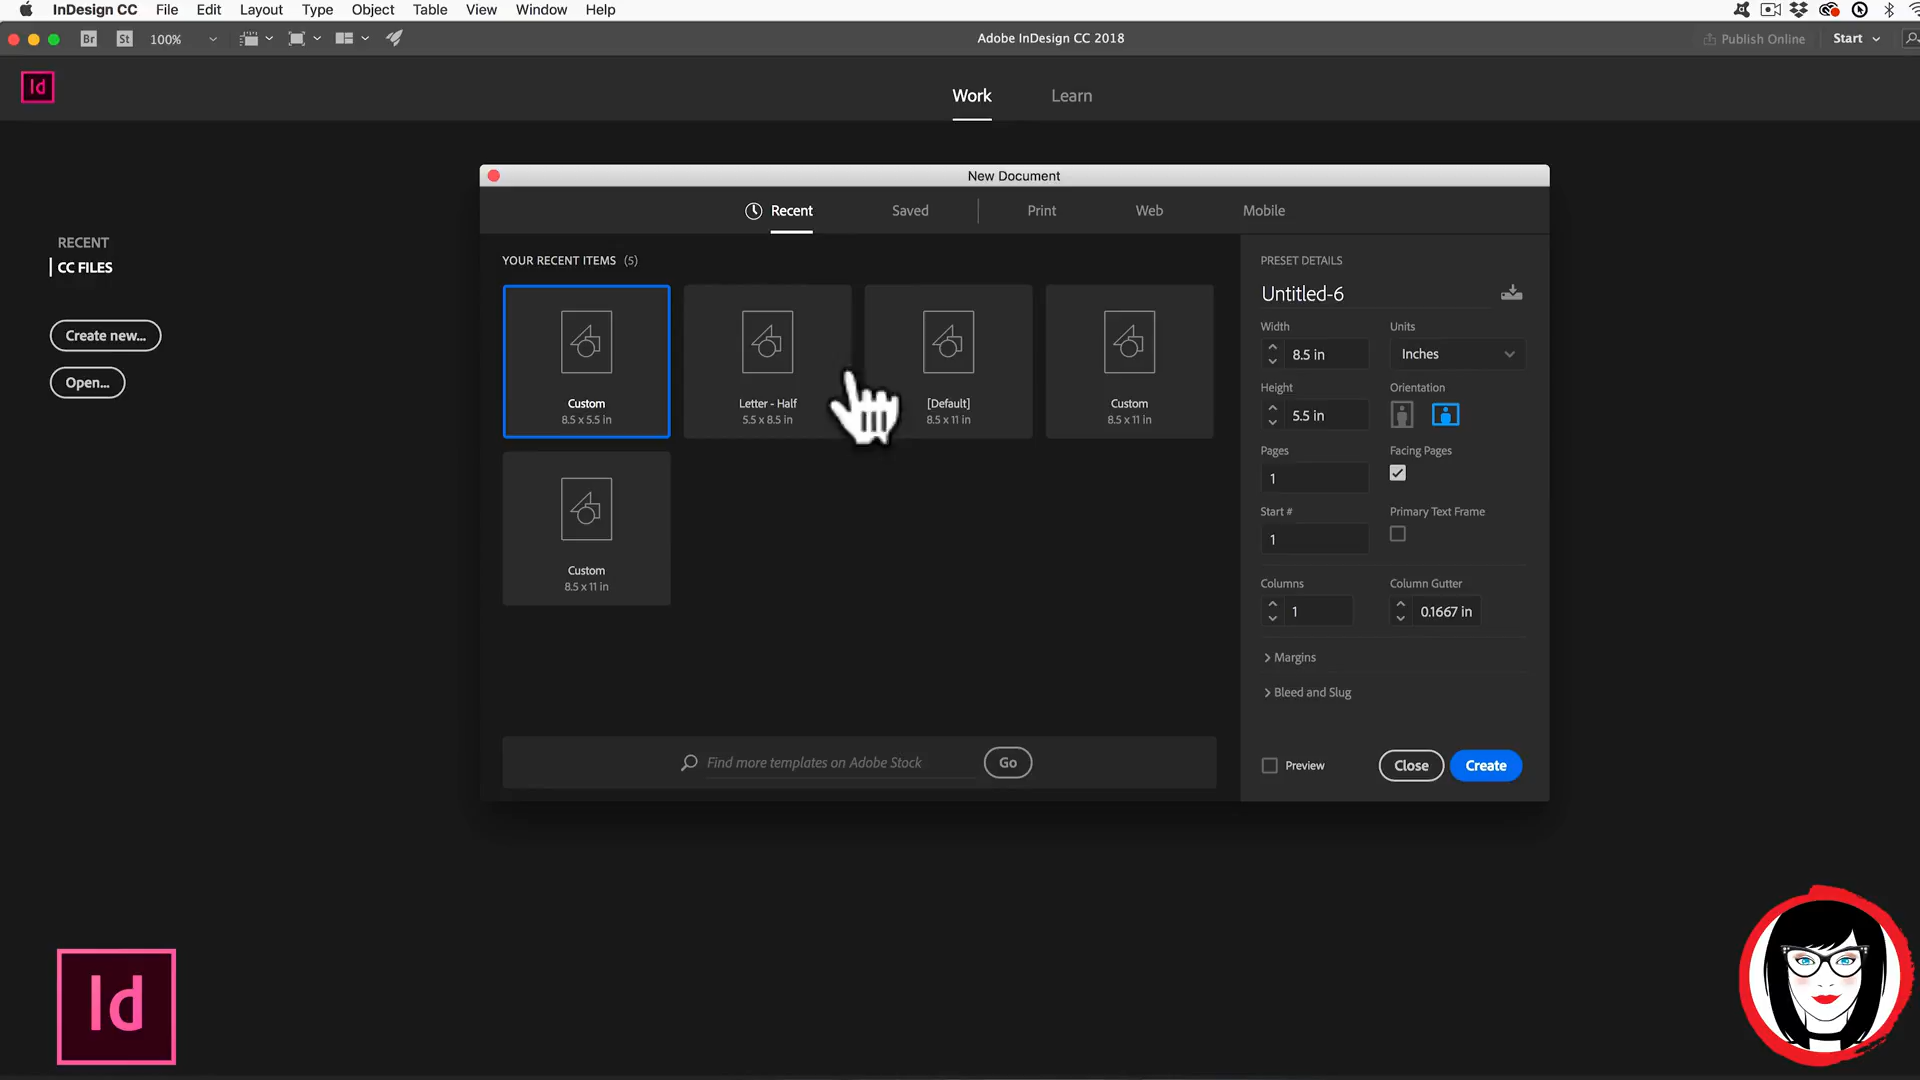 InDesign CC File Edit Layout Type Object Table View Window Help
Br St 100% Adobe InDesign CC 2018 Publish Online Start
Id
Work Learn
New Document
Recent Saved Print Web Mobile
RECENT
CC FILES
Create new...
Open...
YOUR RECENT ITEMS (5)
Custom
8.5 x 5.5 in
Letter - Half
5.5 x 8.5 in
[Default]
8.5 x 11 in
Custom
8.5 x 11 in
Custom
8.5 x 11 in
Find more templates on Adobe Stock Go
PRESET DETAILS
Untitled-6
Width Units
8.5 in Inches
Height Orientation
5.5 in
Pages Facing Pages
1
Start # Primary Text Frame
1
Columns Column Gutter
1 0.1667 in
Margins
Bleed and Slug
Preview Close Create
Id